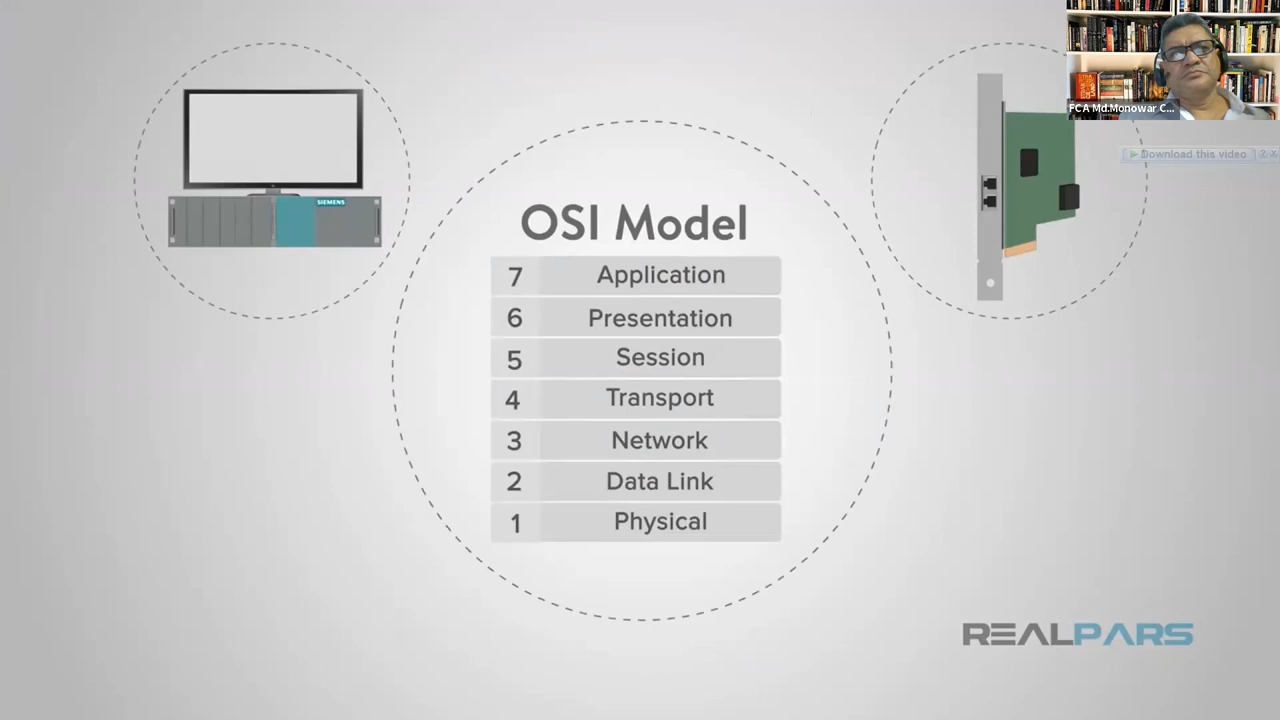 FCA Md.Monowar C...
Download this video
SIEMENS
OSI Model
7 Application
6 Presentation
5 Session
4 Transport
3 Network
2 Data Link
1 Physical
REALPARS